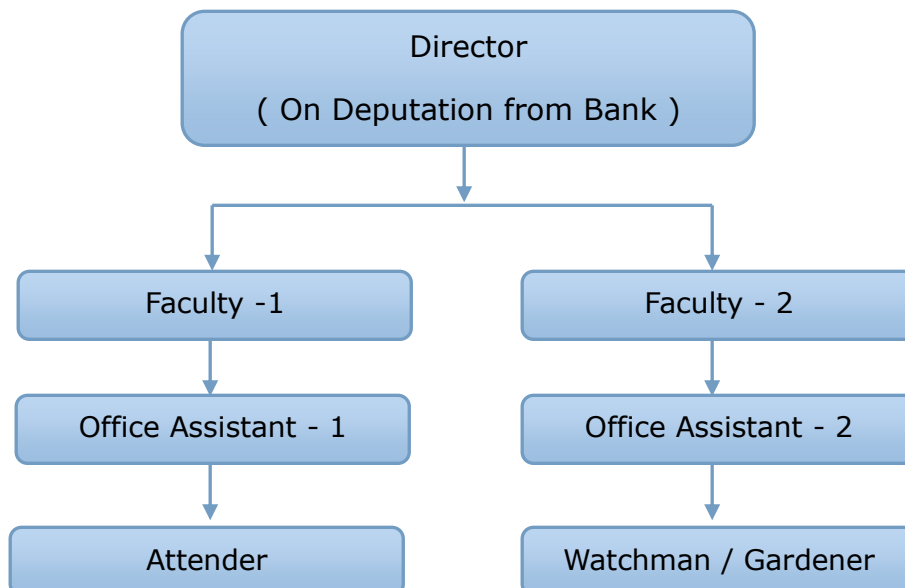 Director
( On Deputation from Bank )
Faculty -1
Faculty - 2
Office Assistant - 1
Office Assistant - 2
Attender
Watchman / Gardener